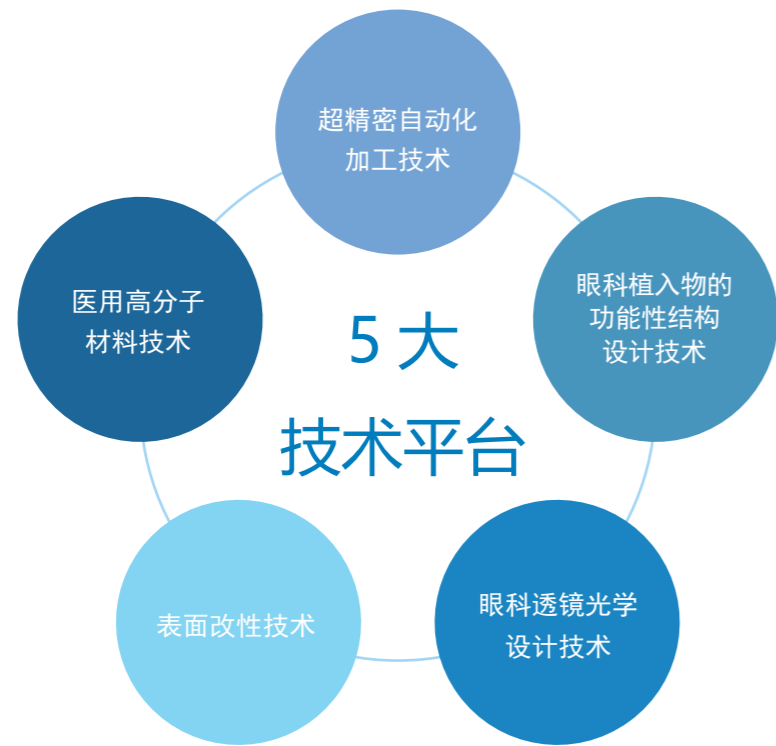 超精密自动化
加工技术
眼科植入物的
功能性结构
设计技术
医用高分子
材料技术
5 大
技术平台
眼科透镜光学
设计技术
表面改性技术